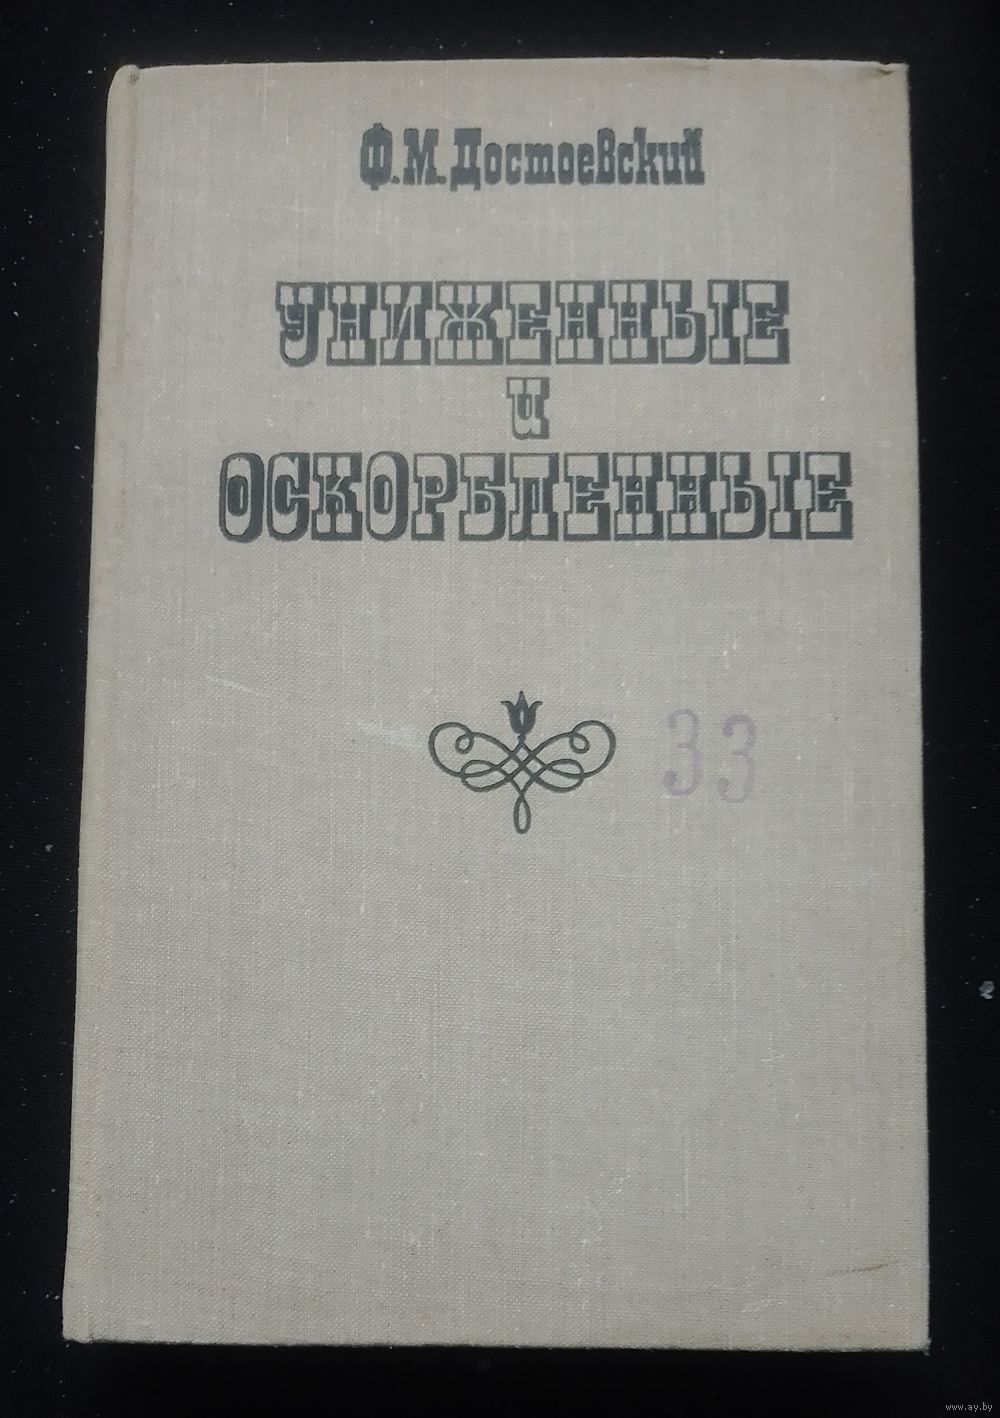 Ф.М.Достоевский
УНИЖЕННЫЕ
и
ОСКОРБЛЕННЫЕ
33
www.ay.by